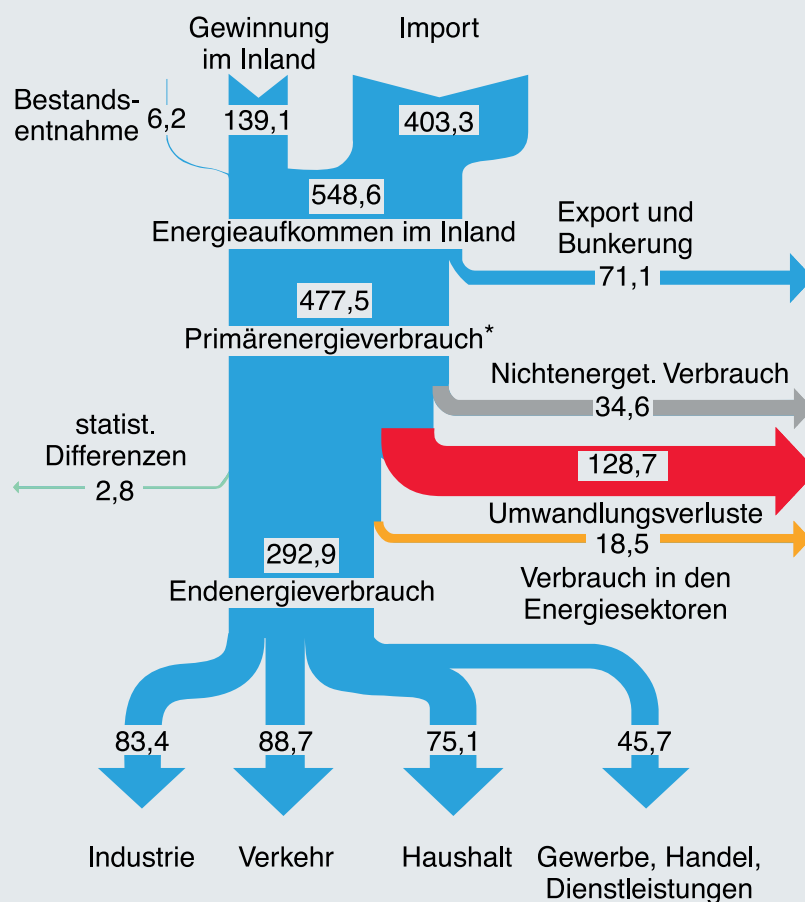 Gewinnung
im Inland
Import
Bestands-
entnahme
6,2
139,1
403,3
548,6
Energieaufkommen im Inland
Export und
Bunkerung
71,1
477,5
Primärenergieverbrauch*
Nichtenerget. Verbrauch
34,6
statist.
Differenzen
2,8
128,7
Umwandlungsverluste
18,5
Verbrauch in den
Energiesektoren
292,9
Endenergieverbrauch
83,4
88,7
75,1
45,7
Industrie
Verkehr
Haushalt
Gewerbe, Handel,
Dienstleistungen